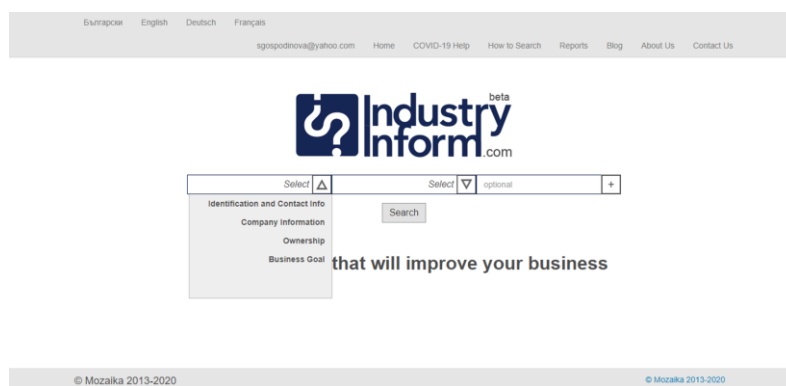 Български English Deutsch Français
sgospodinova@yahoo.com Home COVID-19 Help How to Search Reports Blog About Us Contact Us
beta
Industry
Inform.com
Select Select optional +
Identification and Contact Info
Company Information
Ownership
Business Goal
Search
that will improve your business
© Mozaika 2013-2020 © Mozaika 2013-2020